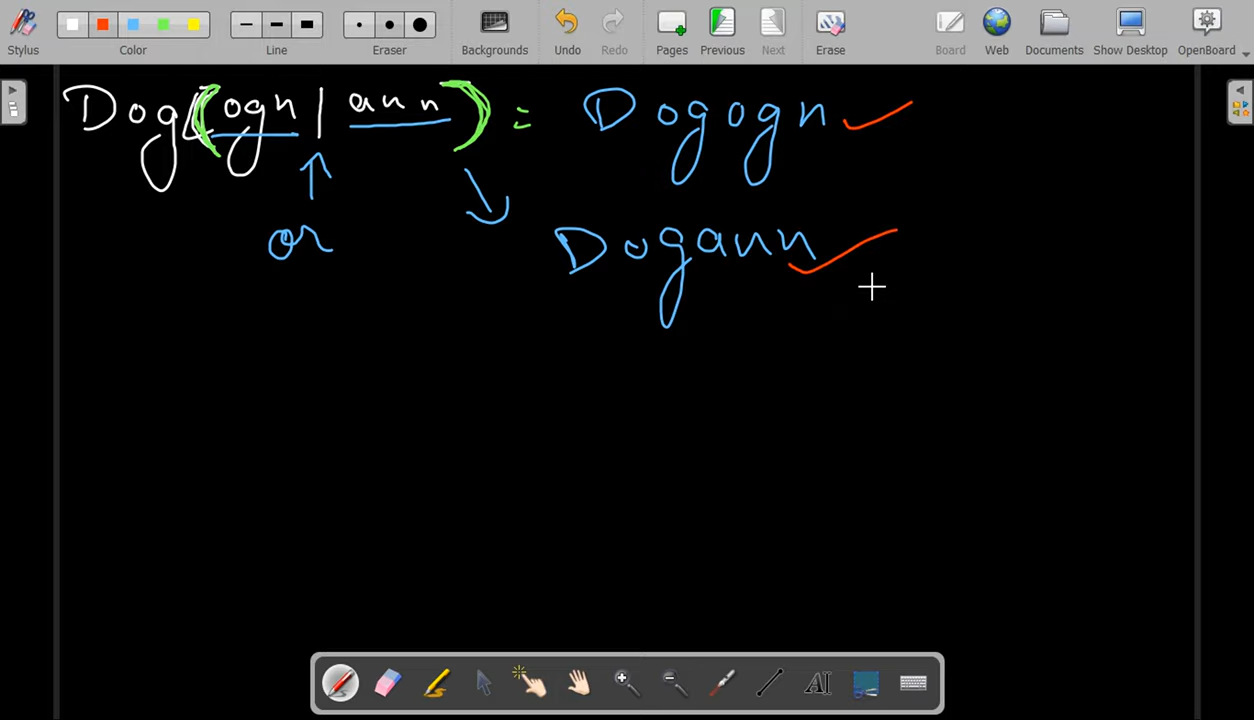 Stylus Color Line Eraser Backgrounds Undo Redo Pages Previous Next Erase Board Web Documents Show Desktop OpenBoard
Dog(ogn|ann) = Dogogn
or
Dogann